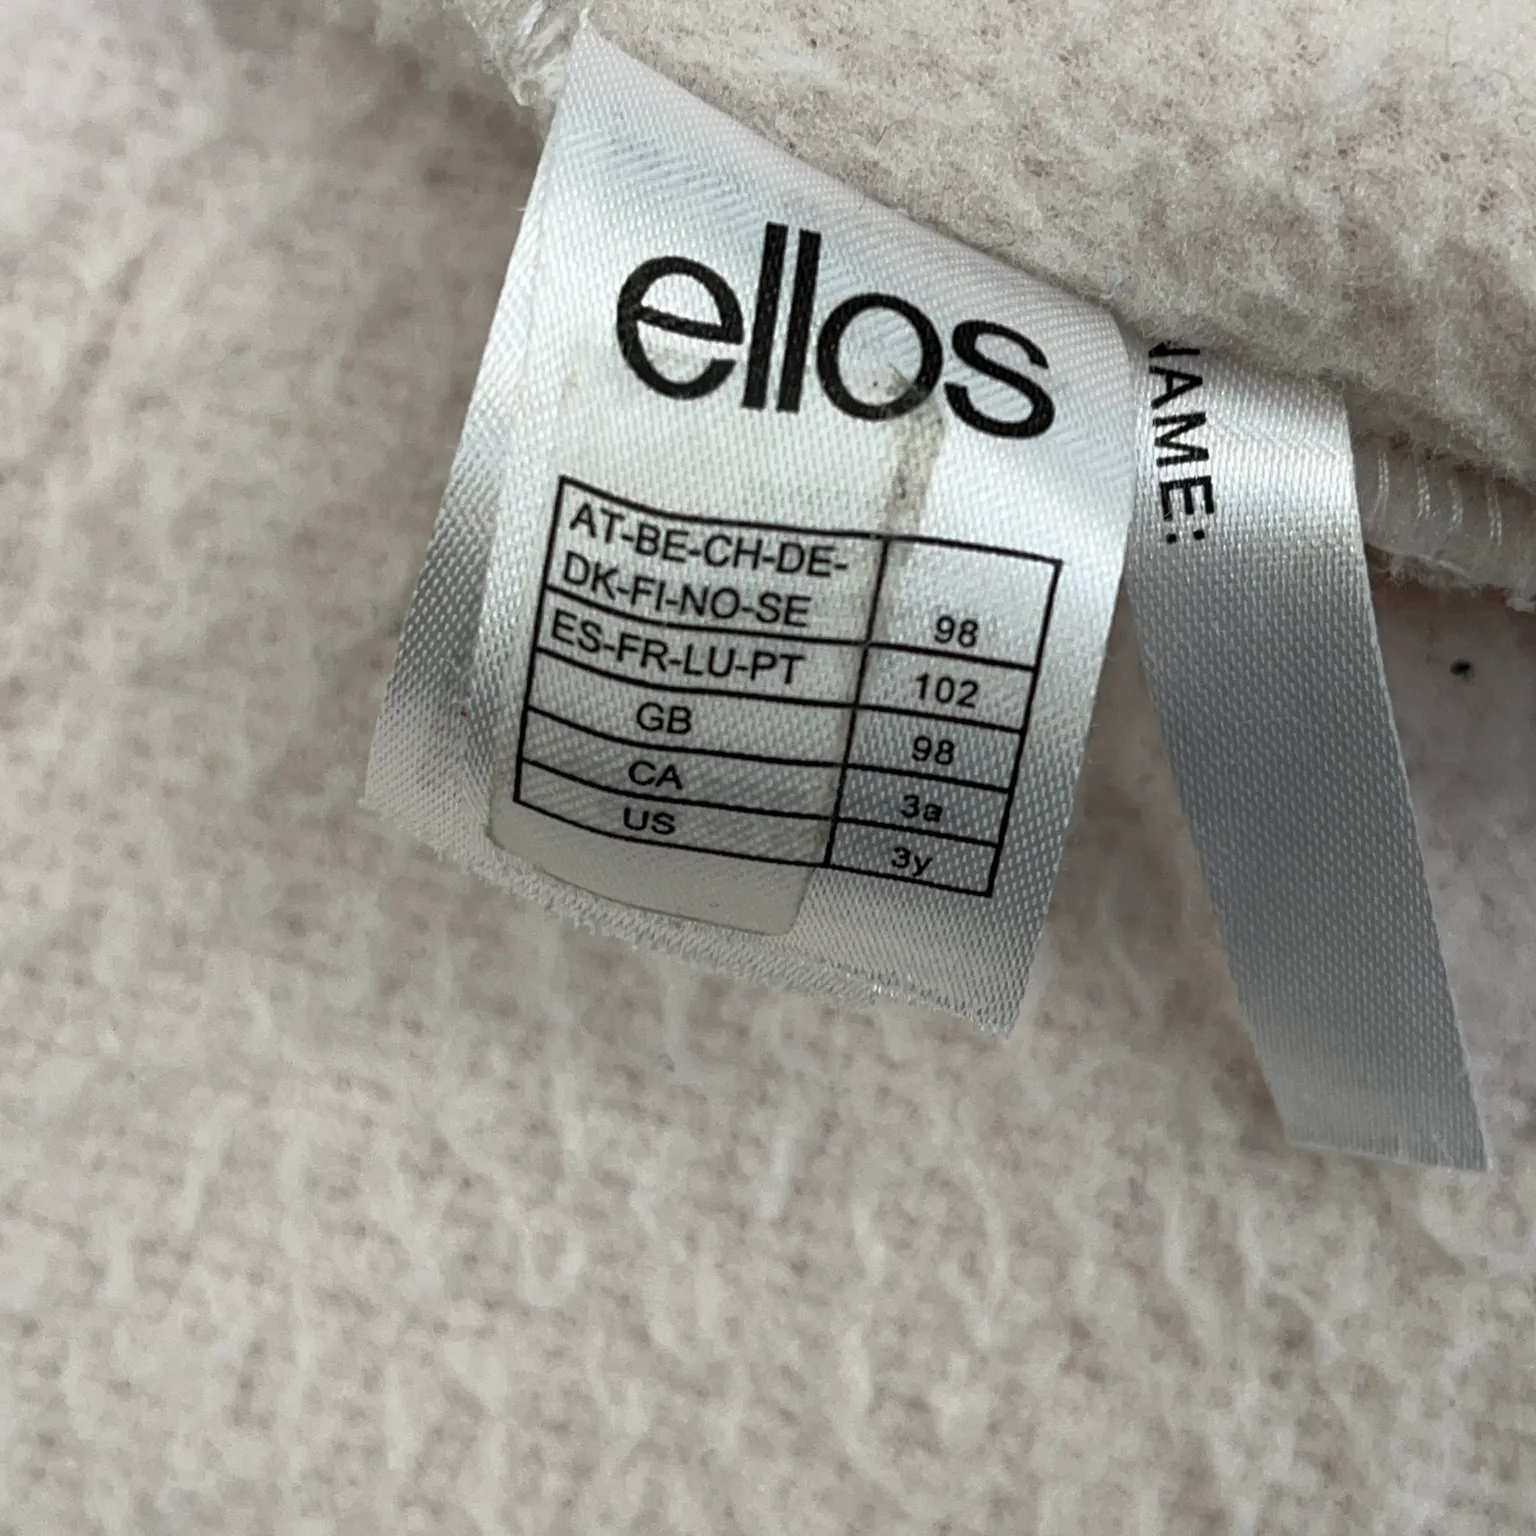 ellos
AT-BE-CH-DE-
DK-FI-NO-SE 98
ES-FR-LU-PT 102
GB 98
CA 3a
US 3y
NAME: